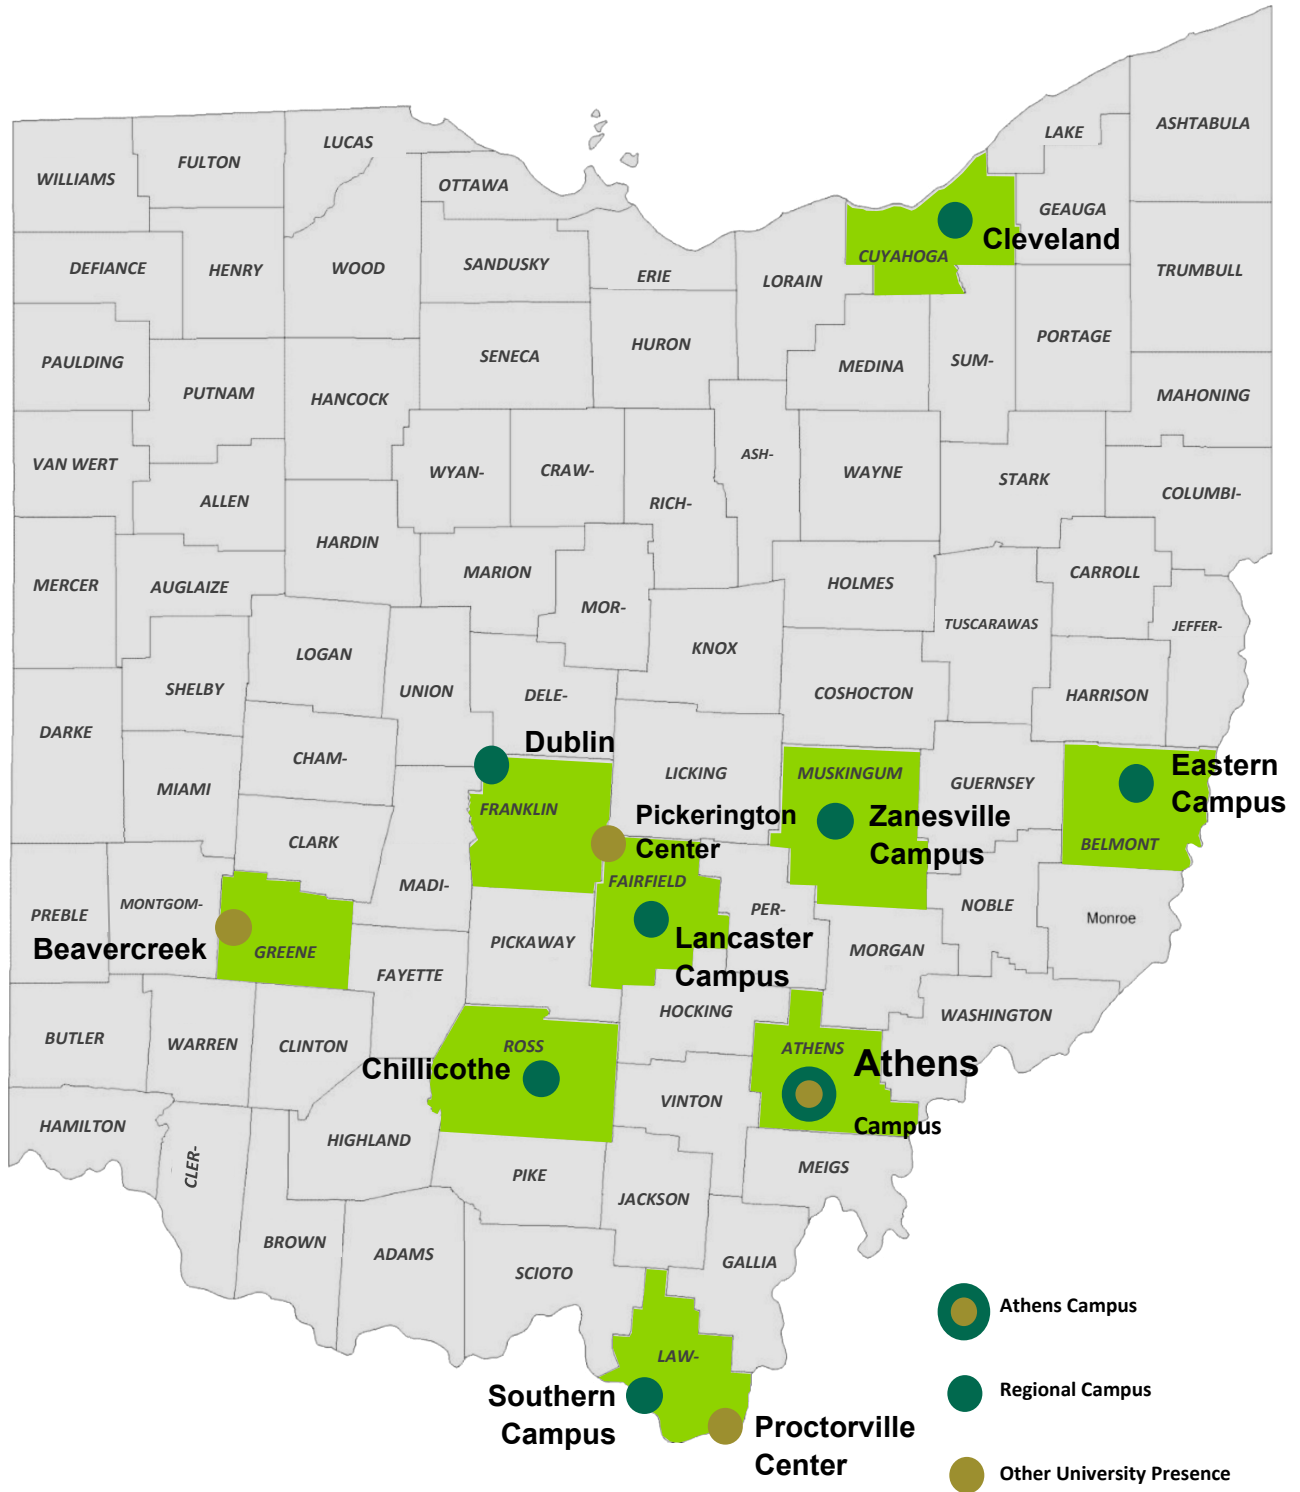 LAKE
ASHTABULA
LUCAS
FULTON
WILLIAMS
OTTAWA
GEAUGA
Cleveland
CUYAHOGA
DEFIANCE
HENRY
WOOD
SANDUSKY
ERIE
LORAIN
TRUMBULL
PAULDING
PUTNAM
HANCOCK
SENECA
HURON
MEDINA
SUM-
PORTAGE
MAHONING
VAN WERT
ALLEN
WYAN-
CRAW-
RICH-
ASH-
WAYNE
STARK
COLUMBI-
HARDIN
MERCER
AUGLAIZE
MARION
MOR-
HOLMES
CARROLL
TUSCARAWAS
JEFFER-
LOGAN
KNOX
SHELBY
UNION
DELE-
COSHOCTON
HARRISON
DARKE
Dublin
CHAM-
MIAMI
LICKING
MUSKINGUM
GUERNSEY
Eastern
Campus
FRANKLIN
Pickerington
Center
Zanesville
Campus
BELMONT
CLARK
MADI-
FAIRFIELD
PREBLE
MONTGOM-
PER-
NOBLE
Monroe
Beavercreek
GREENE
PICKAWAY
Lancaster
Campus
MORGAN
FAYETTE
HOCKING
WASHINGTON
BUTLER
WARREN
CLINTON
ROSS
Chillicothe
ATHENS
Athens
Campus
VINTON
HAMILTON
CLER-
HIGHLAND
PIKE
MEIGS
JACKSON
BROWN
ADAMS
SCIOTO
GALLIA
LAW-
Southern
Campus
Proctorville
Center
Athens Campus
Regional Campus
Other University Presence